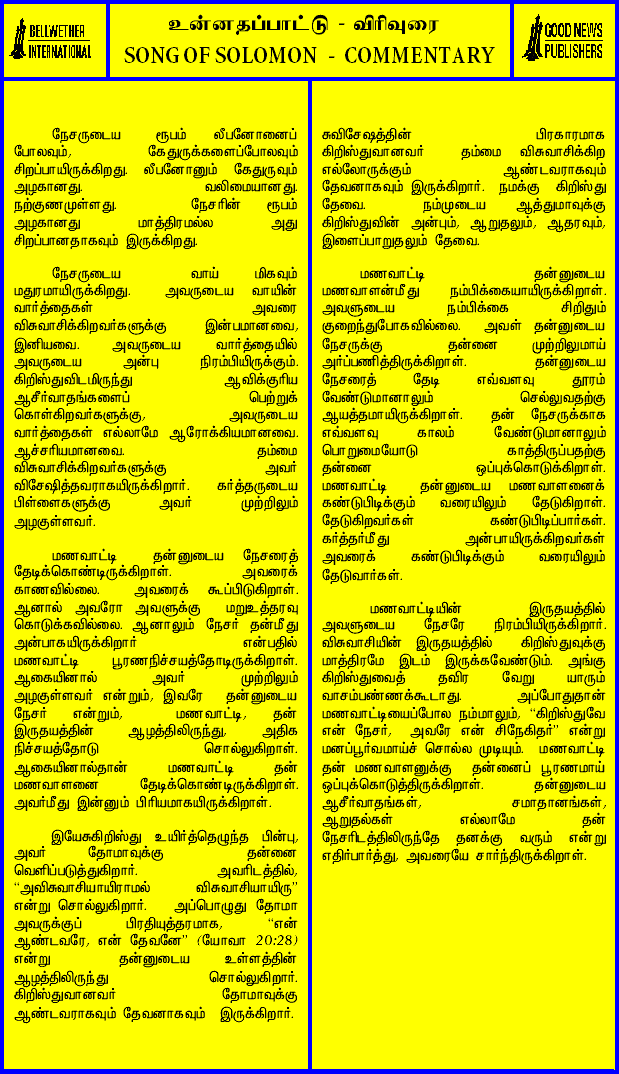 BELLWETHER
INTERNATIONAL
உன்னதப்பாட்டு - விரிவுரை
SONG OF SOLOMON - COMMENTARY
GOOD NEWS
PUBLISHERS
நேசருடைய ரூபம் லீபனோனைப்
போலவும், கேதுருக்களைப்போலவும்
சிறப்பாயிருக்கிறது. லீபனோனும் கேதுருவும்
அழகானது. வலிமையானது.
நற்குணமுள்ளது. நேசரின் ரூபம்
அழகானது மாத்திரமல்ல அது
சிறப்பானதாகவும் இருக்கிறது.
நேசருடைய வாய் மிகவும்
மதுரமாயிருக்கிறது. அவருடைய வாயின்
வார்த்தைகள் அவரை
விசுவாசிக்கிறவர்களுக்கு இன்பமானவை,
இனியவை. அவருடைய வார்த்தையில்
அவருடைய அன்பு நிரம்பியிருக்கும்.
கிறிஸ்துவிடமிருந்து ஆவிக்குரிய
ஆசீர்வாதங்களைப் பெற்றுக்
கொள்கிறவர்களுக்கு, அவருடைய
வார்த்தைகள் எல்லாமே ஆரோக்கியமானவை.
ஆச்சரியமானவை. தம்மை
விசுவாசிக்கிறவர்களுக்கு அவர்
விசேஷித்தவராகயிருக்கிறார். கர்த்தருடைய
பிள்ளைகளுக்கு அவர் முற்றிலும்
அழகுள்ளவர்.
மணவாட்டி தன்னுடைய நேசரைத்
தேடிக்கொண்டிருக்கிறாள். அவரைக்
காணவில்லை. அவரைக் கூப்பிடுகிறாள்.
ஆனால் அவரோ அவளுக்கு மறுஉத்தரவு
கொடுக்கவில்லை. ஆனாலும் நேசர் தன்மீது
அன்பாகயிருக்கிறார் என்பதில்
மணவாட்டி பூரணநிச்சயத்தோடிருக்கிறாள்.
ஆகையினால் அவர் முற்றிலும்
அழகுள்ளவர் என்றும், இவரே தன்னுடைய
நேசர் என்றும், மணவாட்டி, தன்
இருதயத்தின் ஆழத்திலிருந்து, அதிக
நிச்சயத்தோடு சொல்லுகிறாள்.
ஆகையினால்தான் மணவாட்டி தன்
மணவாளனை தேடிக்கொண்டிருக்கிறாள்.
அவர்மீது இன்னும் பிரியமாகயிருக்கிறாள்.
இயேசுகிறிஸ்து உயிர்த்தெழுந்த பின்பு,
அவர் தோமாவுக்கு தன்னை
வெளிப்படுத்துகிறார். அவரிடத்தில்,
“அவிசுவாசியாயிராமல் விசுவாசியாயிரு”
என்று சொல்லுகிறார். அப்பொழுது தோமா
அவருக்குப் பிரதியுத்தரமாக, “என்
ஆண்டவரே, என் தேவனே” (யோவா 20:28)
என்று தன்னுடைய உள்ளத்தின்
ஆழத்திலிருந்து சொல்லுகிறார்.
கிறிஸ்துவானவர் தோமாவுக்கு
ஆண்டவராகவும் தேவனாகவும் இருக்கிறார்.
சுவிசேஷத்தின் பிரகாரமாக
கிறிஸ்துவானவர் தம்மை விசுவாசிக்கிற
எல்லோருக்கும் ஆண்டவராகவும்
தேவனாகவும் இருக்கிறார். நமக்கு கிறிஸ்து
தேவை. நம்முடைய ஆத்துமாவுக்கு
கிறிஸ்துவின் அன்பும், ஆறுதலும், ஆதரவும்,
இளைப்பாறுதலும் தேவை.
மணவாட்டி தன்னுடைய
மணவாளன்மீது நம்பிக்கையாயிருக்கிறாள்.
அவளுடைய நம்பிக்கை சிறிதும்
குறைந்துபோகவில்லை. அவள் தன்னுடைய
நேசருக்கு தன்னை முற்றிலுமாய்
அர்ப்பணித்திருக்கிறாள். தன்னுடைய
நேசரைத் தேடி எவ்வளவு தூரம்
வேண்டுமானாலும் செல்லுவதற்கு
ஆயத்தமாயிருக்கிறாள். தன் நேசருக்காக
எவ்வளவு காலம் வேண்டுமானாலும்
பொறுமையோடு காத்திருப்பதற்கு
தன்னை ஒப்புக்கொடுக்கிறாள்.
மணவாட்டி தன்னுடைய மணவாளனைக்
கண்டுபிடிக்கும் வரையிலும் தேடுகிறாள்.
தேடுகிறவர்கள் கண்டுபிடிப்பார்கள்.
கர்த்தர்மீது அன்பாயிருக்கிறவர்கள்
அவரைக் கண்டுபிடிக்கும் வரையிலும்
தேடுவார்கள்.
மணவாட்டியின் இருதயத்தில்
அவளுடைய நேசரே நிரம்பியிருக்கிறார்.
விசுவாசியின் இருதயத்தில் கிறிஸ்துவுக்கு
மாத்திரமே இடம் இருக்கவேண்டும். அங்கு
கிறிஸ்துவைத் தவிர வேறு யாரும்
வாசம்பண்ணக்கூடாது. அப்போதுதான்
மணவாட்டியைப்போல நம்மாலும், “கிறிஸ்துவே
என் நேசர், அவரே என் சிநேகிதர்” என்று
மனப்பூர்வமாய்ச் சொல்ல முடியும். மணவாட்டி
தன் மணவாளனுக்கு தன்னைப் பூரணமாய்
ஒப்புக்கொடுத்திருக்கிறாள். தன்னுடைய
ஆசீர்வாதங்கள், சமாதானங்கள்,
ஆறுதல்கள் எல்லாமே தன்
நேசரிடத்திலிருந்தே தனக்கு வரும் என்று
எதிர்பார்த்து, அவரையே சார்ந்திருக்கிறாள்.